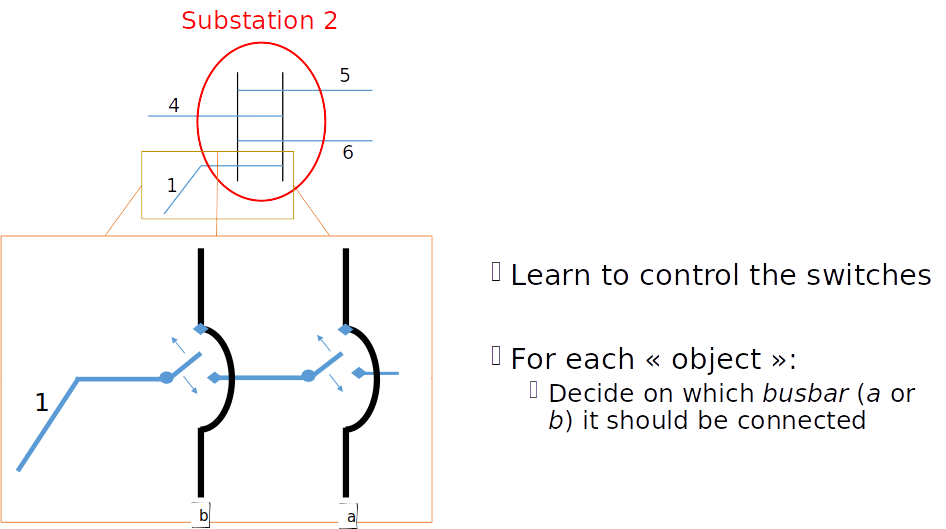 Substation 2
5
4
6
1
Learn to control the switches
For each « object »:
Decide on which busbar (a or
b) it should be connected
1
b
a